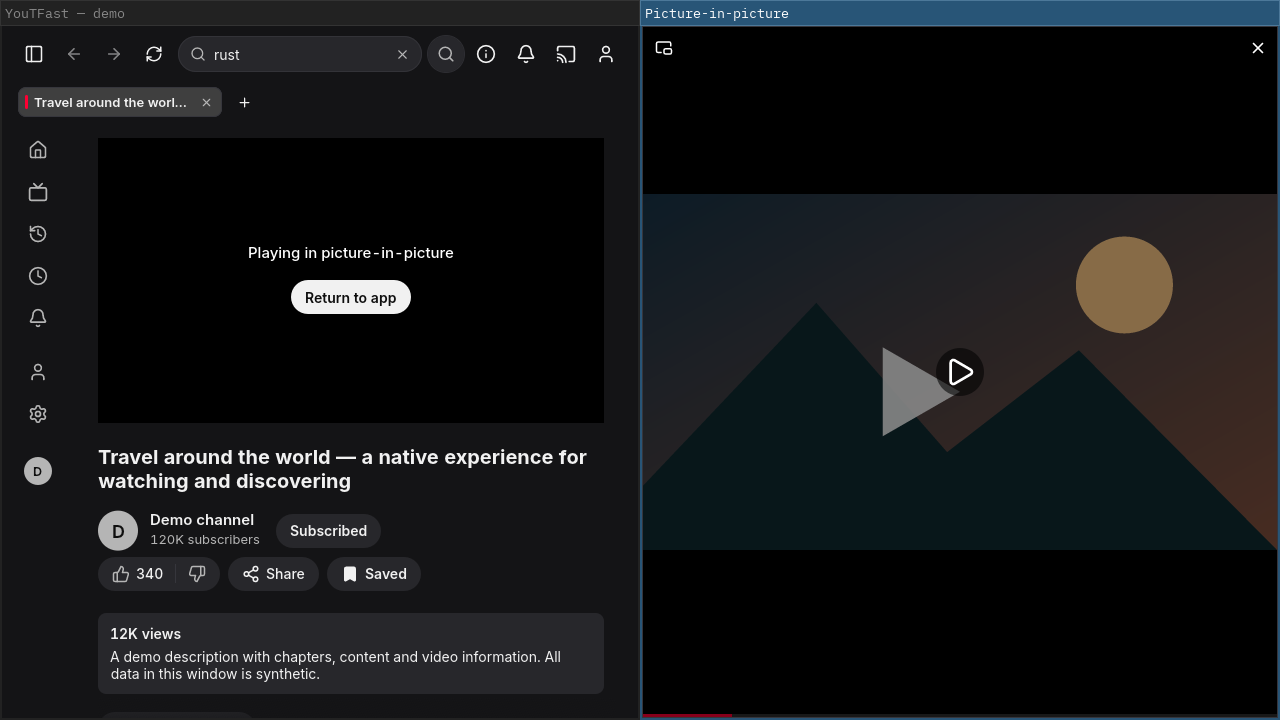 YouTFast — demo
Picture-in-picture
rust
Travel around the worl...
Playing in picture-in-picture
Return to app
D
Travel around the world — a native experience for
watching and discovering
D
Demo channel
120K subscribers
Subscribed
340
Share
Saved
12K views
A demo description with chapters, content and video information. All
data in this window is synthetic.